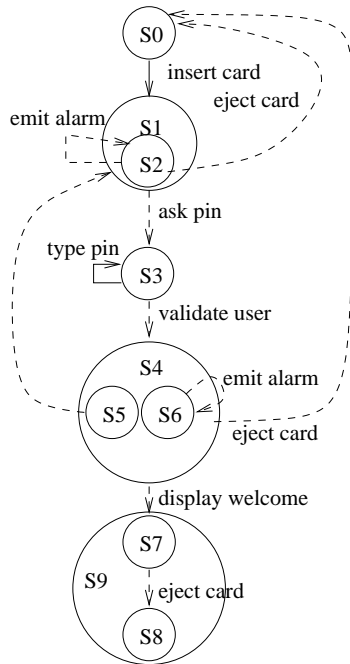 S0
insert card
eject card
emit alarm
S1
S2
ask pin
type pin
S3
validate user
S4
emit alarm
S5
S6
eject card
display welcome
S7
S9
eject card
S8